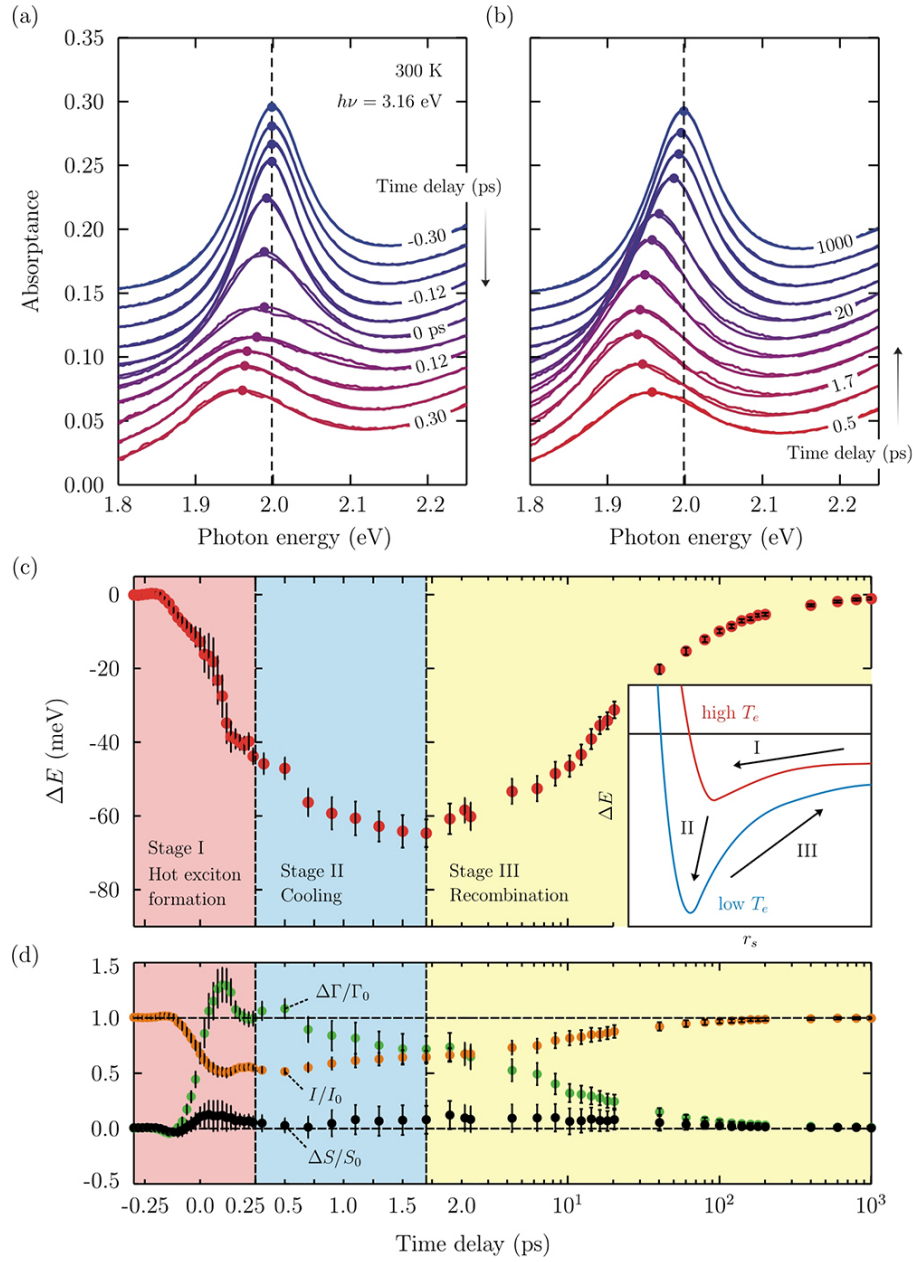 (a)
(b)
0.35
0.30
0.25
0.20
0.15
0.10
0.05
0.00
Absorptance
300 K
hν = 3.16 eV
Time delay (ps)
-0.30
-0.12
0 ps
0.12
0.30
1000
20
1.7
0.5
Time delay (ps)
1.8 1.9 2.0 2.1 2.2
1.8 1.9 2.0 2.1 2.2
Photon energy (eV)
Photon energy (eV)
(c)
0
-20
-40
-60
-80
ΔE (meV)
Stage I
Hot exciton
formation
Stage II
Cooling
Stage III
Recombination
high Tₑ
I
II
III
low Tₑ
ΔE
rₛ
(d)
1.5
1.0
0.5
0.0
-0.5
ΔΓ/Γ₀
I/I₀
ΔS/S₀
-0.25 0.0 0.25 0.5 1.0 1.5 2.0 10¹ 10² 10³
Time delay (ps)